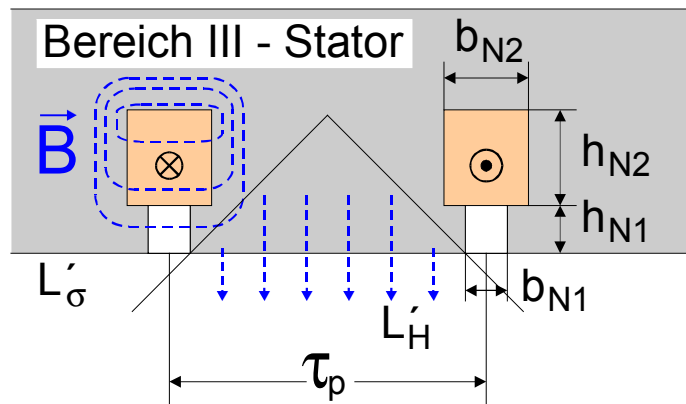 Bereich III - Stator
b_N2
B⃗
h_N2
h_N1
L´_σ
b_N1
L´_H
τ_p